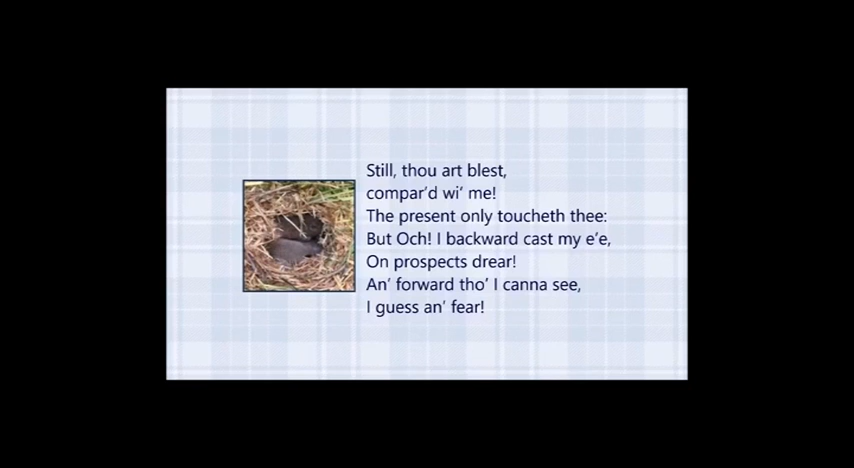 Still, thou art blest,
compar’d wi’ me!
The present only toucheth thee:
But Och! I backward cast my e’e,
On prospects drear!
An’ forward tho’ I canna see,
I guess an’ fear!